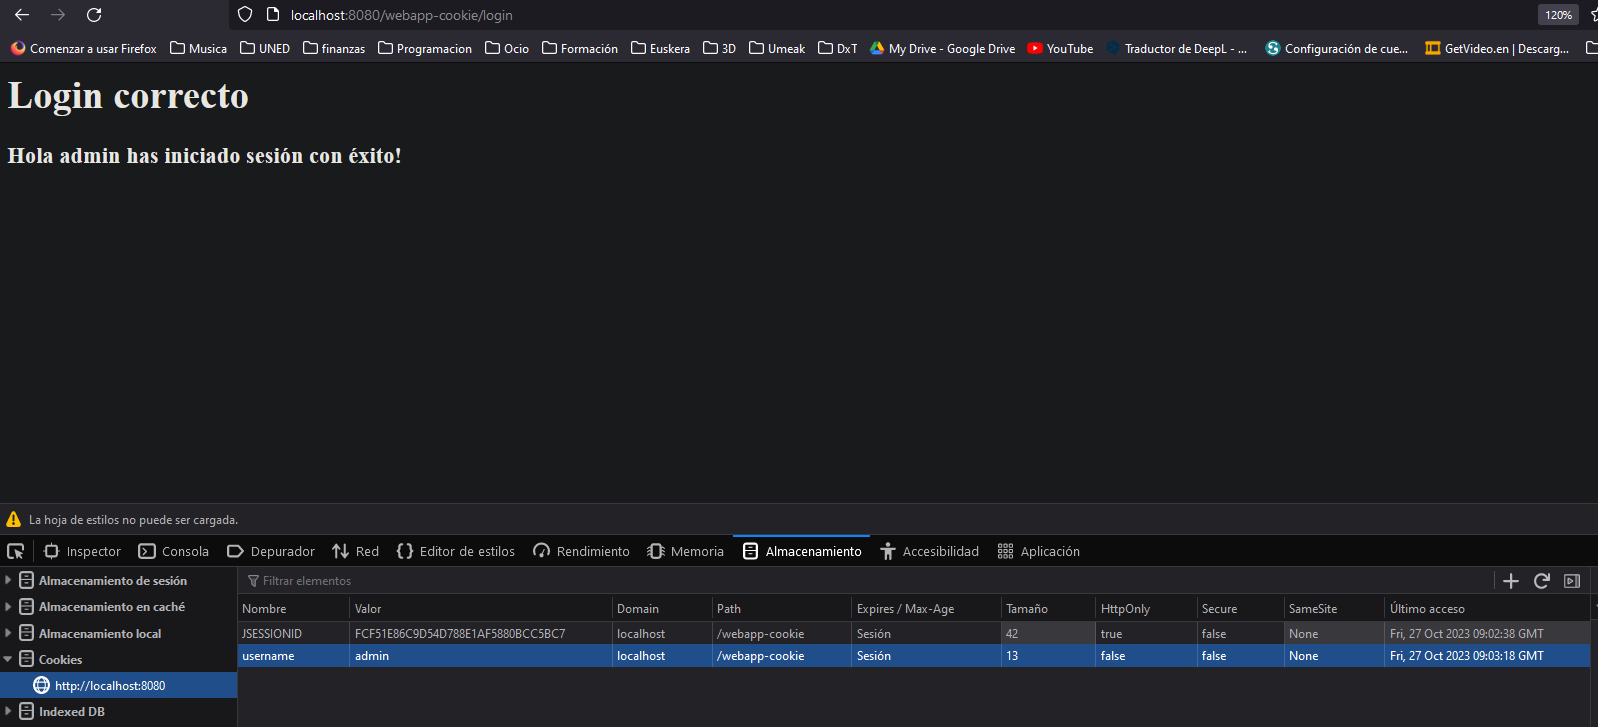 localhost:8080/webapp-cookie/login 120%
Comenzar a usar Firefox Musica UNED finanzas Programacion Ocio Formación Euskera 3D Umeak DxT My Drive - Google Drive YouTube Traductor de DeepL - ... Configuración de cue... GetVideo.en | Descarg...
Login correcto
Hola admin has iniciado sesión con éxito!
La hoja de estilos no puede ser cargada.
Inspector Consola Depurador Red Editor de estilos Rendimiento Memoria Almacenamiento Accesibilidad Aplicación
Almacenamiento de sesión
Almacenamiento en caché
Almacenamiento local
Cookies
http://localhost:8080
Indexed DB
Filtrar elementos
Nombre Valor Domain Path Expires / Max-Age Tamaño HttpOnly Secure SameSite Último acceso
JSESSIONID FCF51E86C9D54D788E1AF5880BCC5BC7 localhost /webapp-cookie Sesión 42 true false None Fri, 27 Oct 2023 09:02:38 GMT
username admin localhost /webapp-cookie Sesión 13 false false None Fri, 27 Oct 2023 09:03:18 GMT